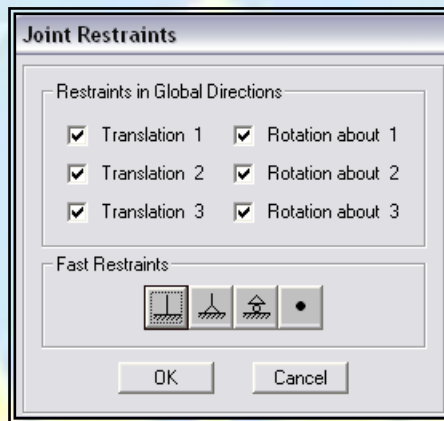 Joint Restraints
Restraints in Global Directions
Translation 1 Rotation about 1
Translation 2 Rotation about 2
Translation 3 Rotation about 3
Fast Restraints
OK Cancel